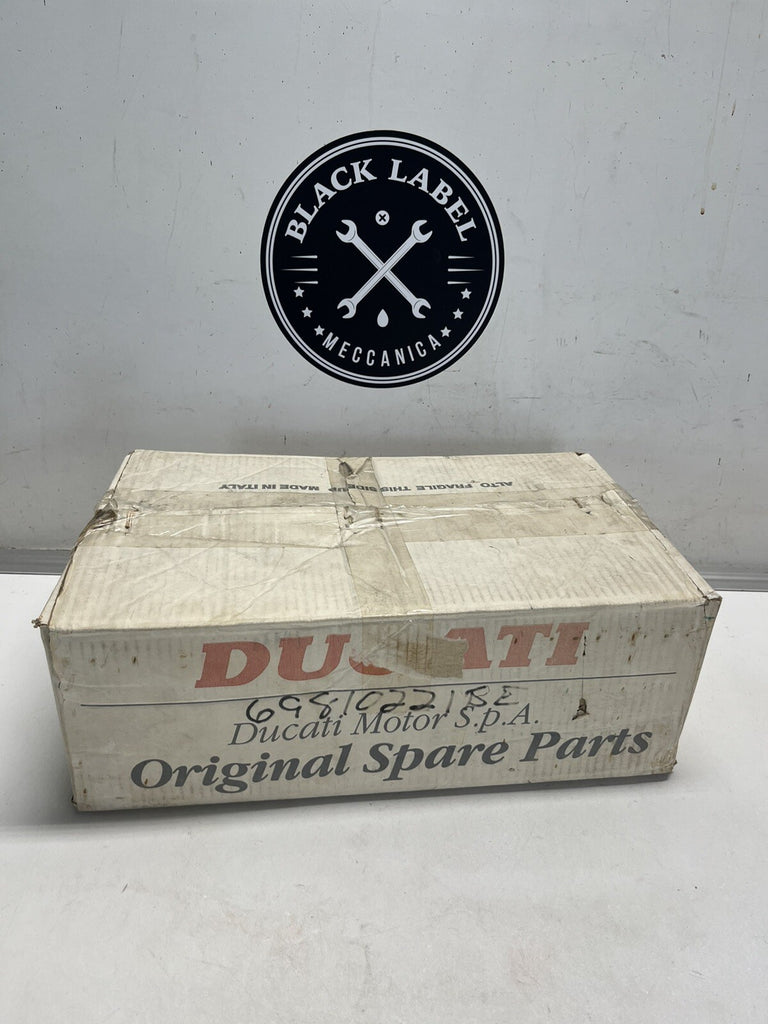 BLACK LABEL
MECCANICA
ALTO FRAGILE THIS SIDE UP MADE IN ITALY
DUCATI
69810221BE
Ducati Motor S.p.A.
Original Spare Parts